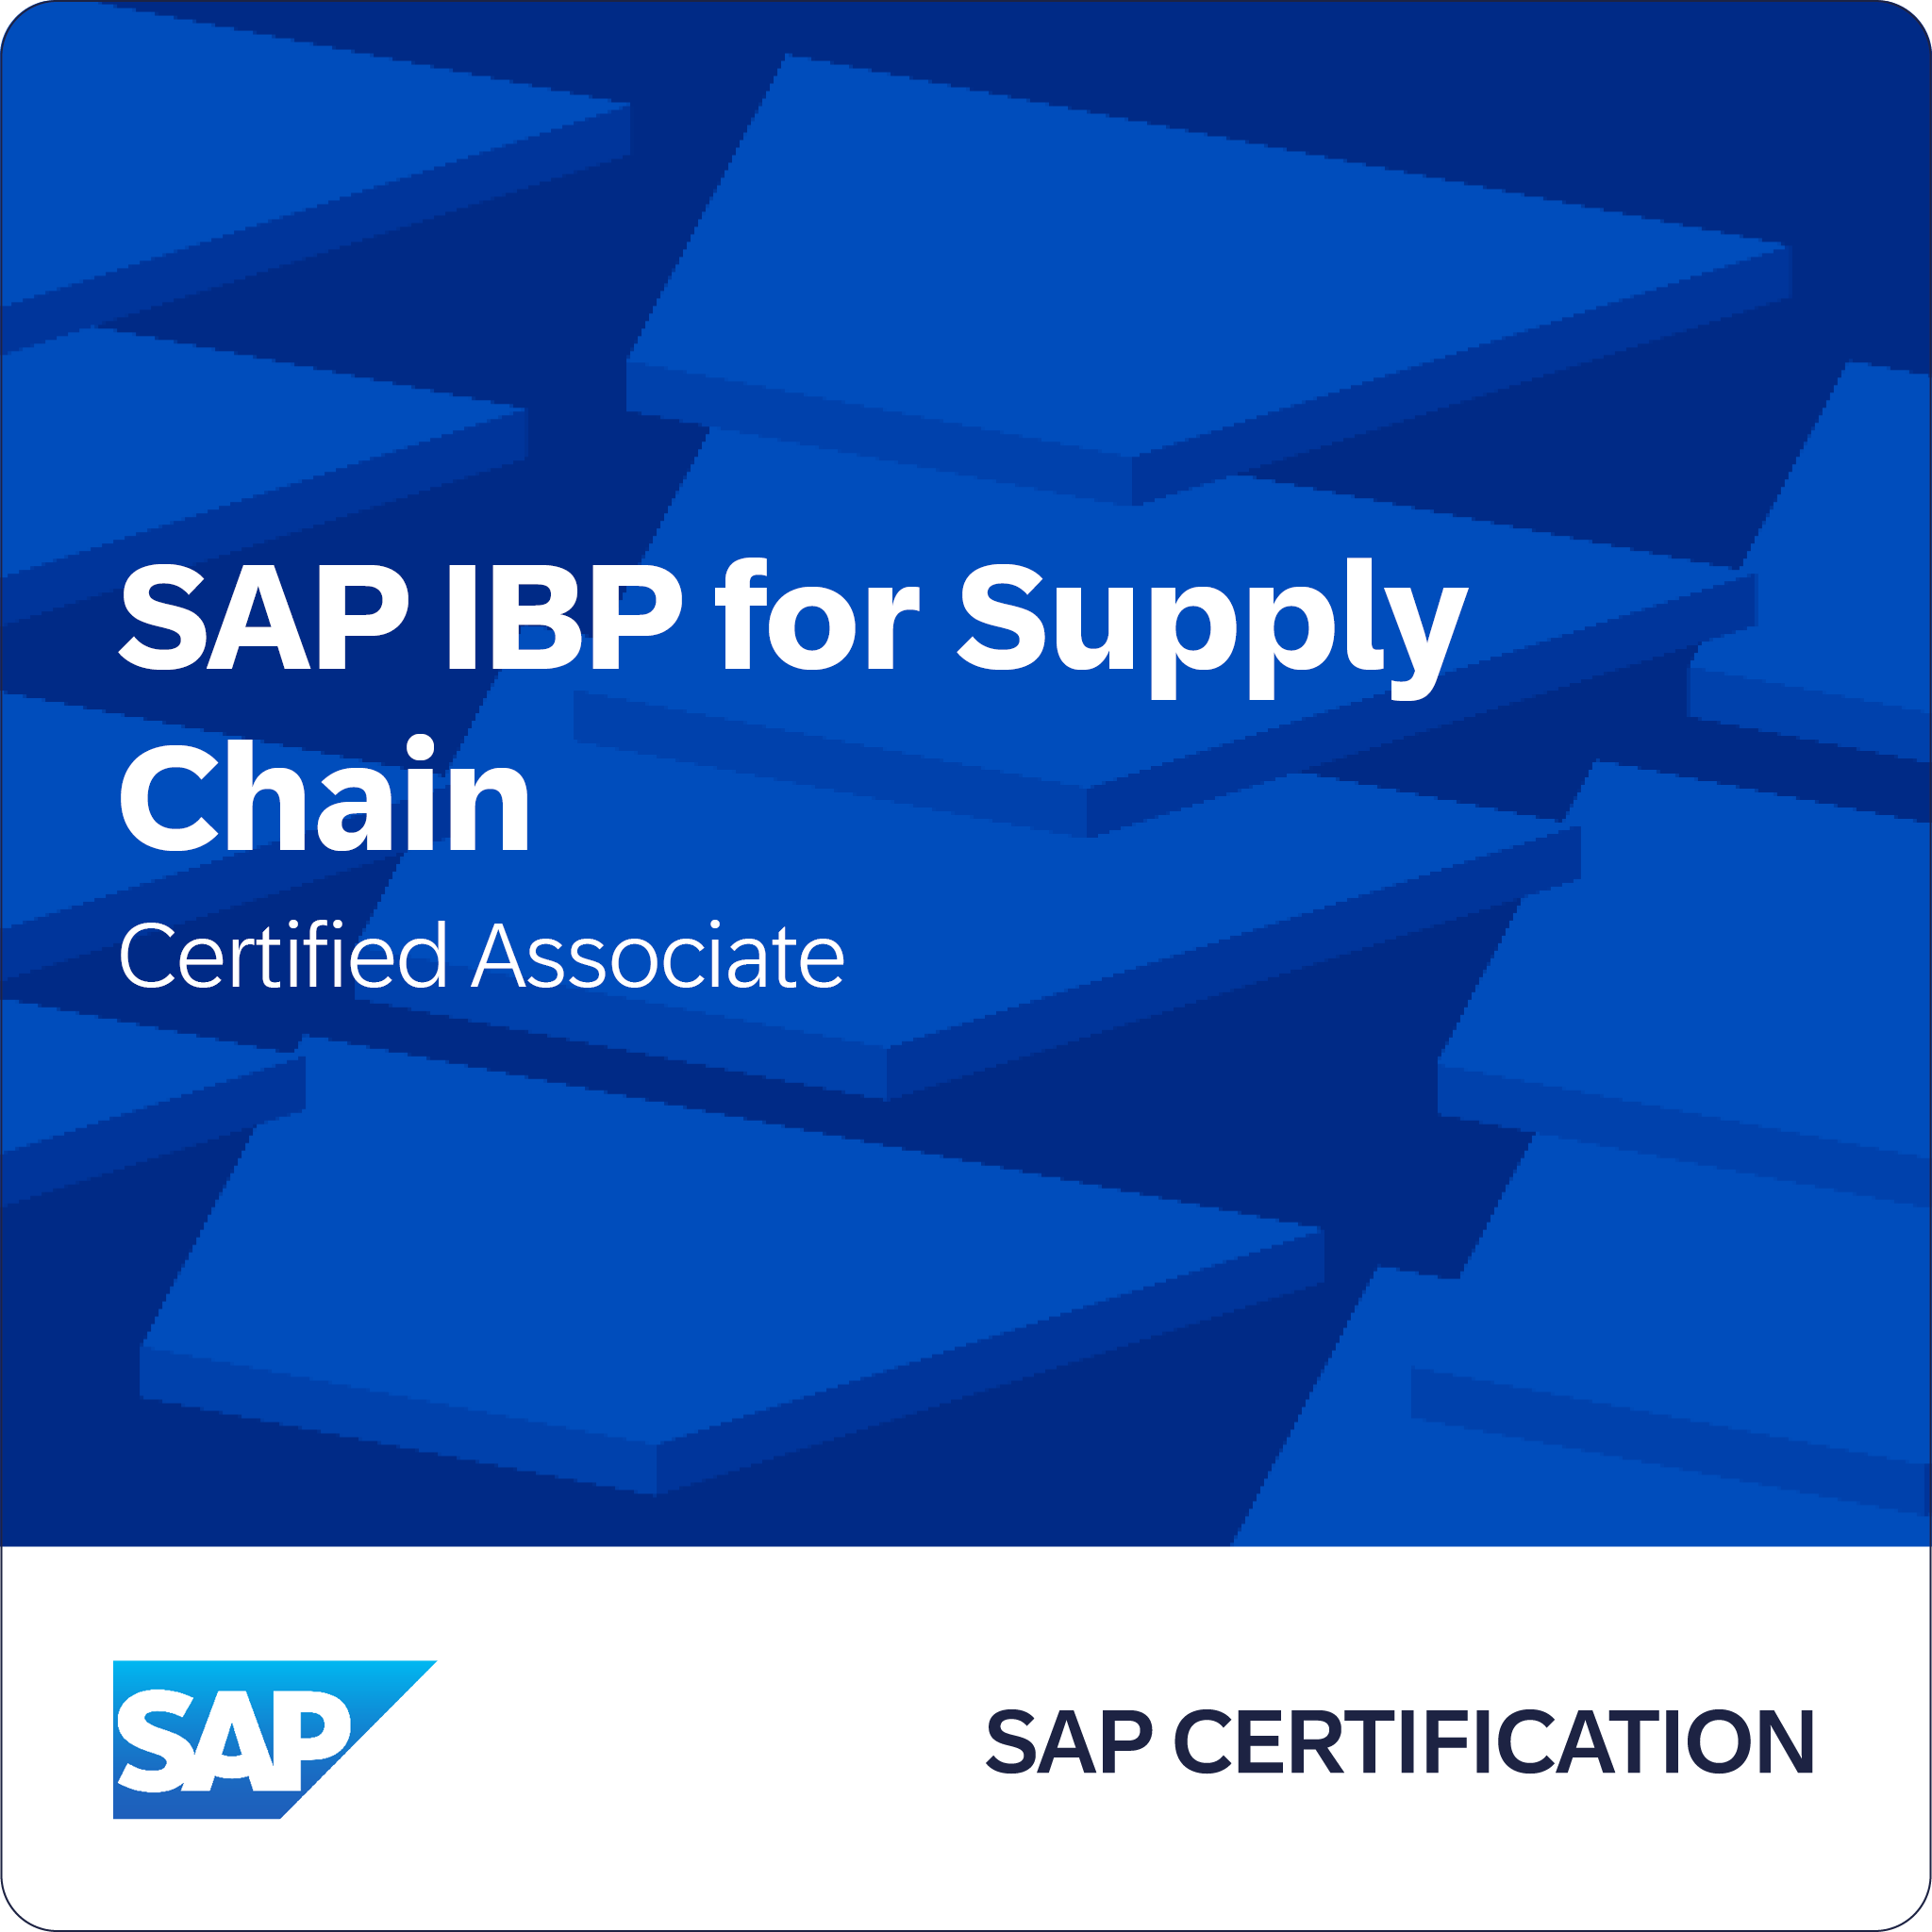 SAP IBP for Supply
Chain
Certified Associate
SAP
SAP CERTIFICATION